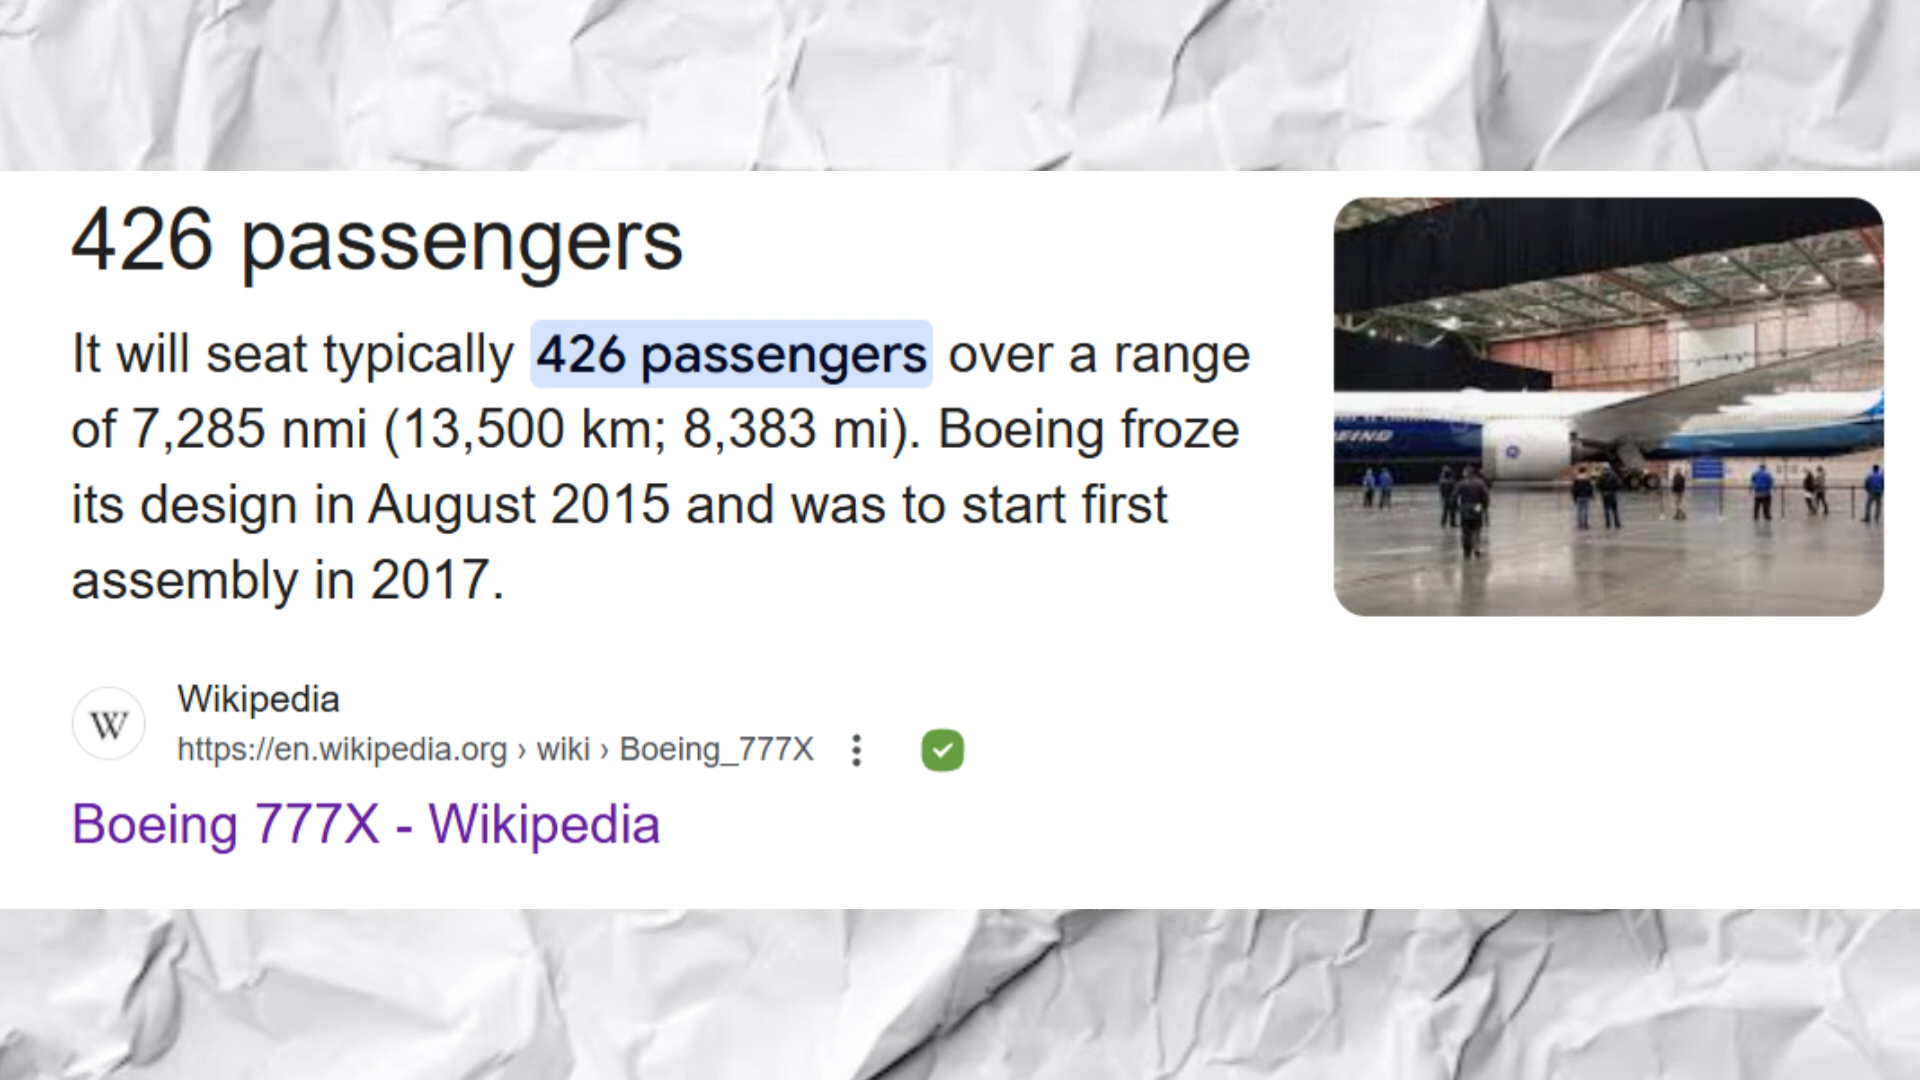 426 passengers
It will seat typically 426 passengers over a range
of 7,285 nmi (13,500 km; 8,383 mi). Boeing froze
its design in August 2015 and was to start first
assembly in 2017.
EING
W
Wikipedia
https://en.wikipedia.org › wiki › Boeing_777X
Boeing 777X - Wikipedia